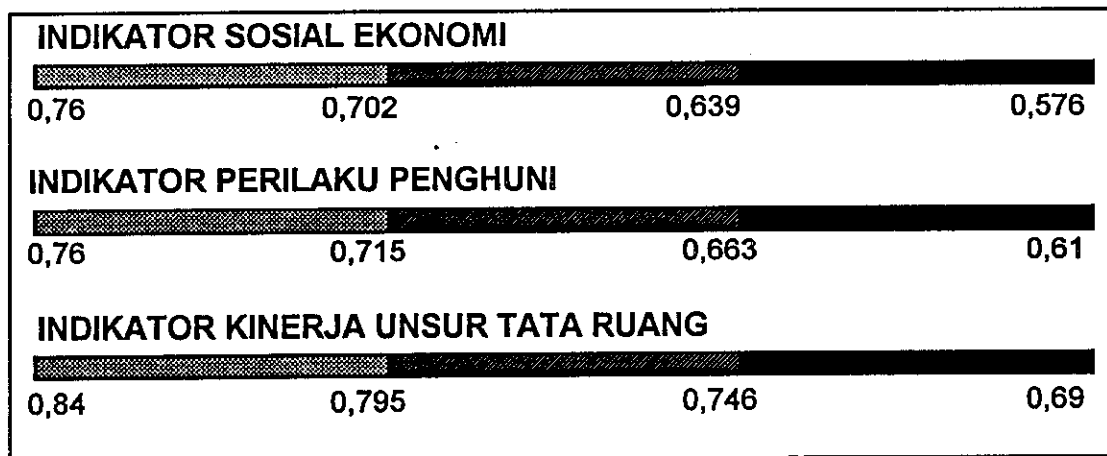 INDIKATOR SOSIAL EKONOMI
0,76 0,702 0,639 0,576
INDIKATOR PERILAKU PENGHUNI
0,76 0,715 0,663 0,61
INDIKATOR KINERJA UNSUR TATA RUANG
0,84 0,795 0,746 0,69